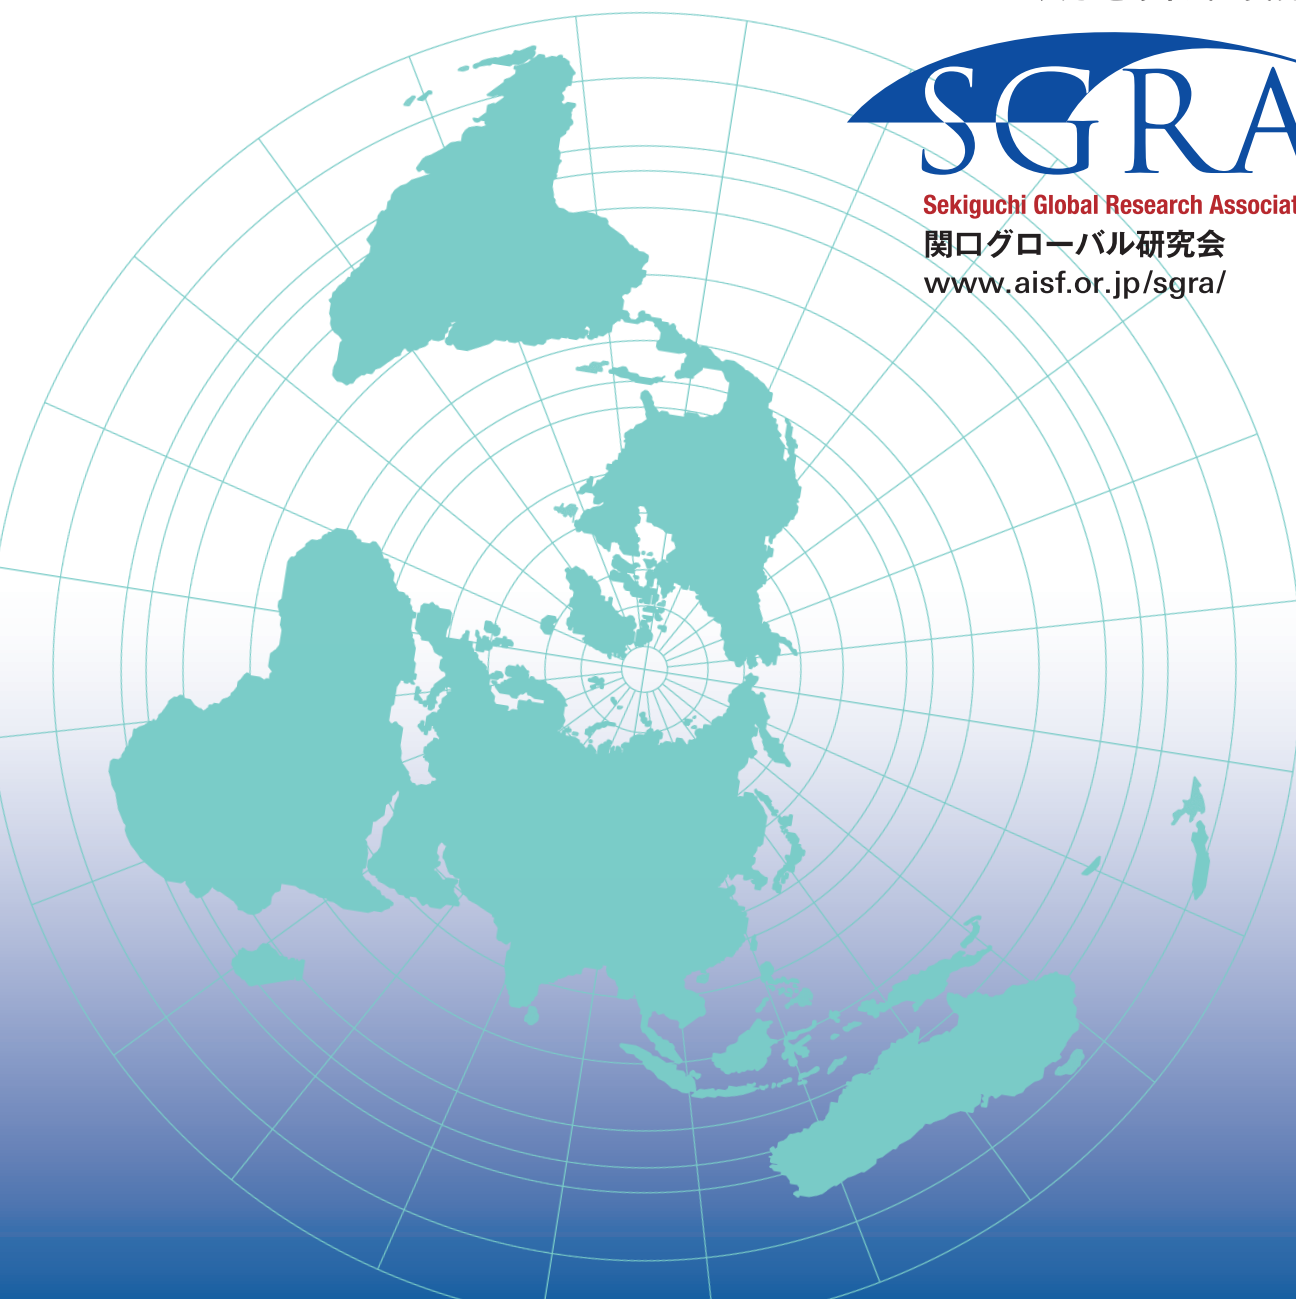 SGRA
Sekiguchi Global Research Associat
関口グローバル研究会
www.aisf.or.jp/sgra/